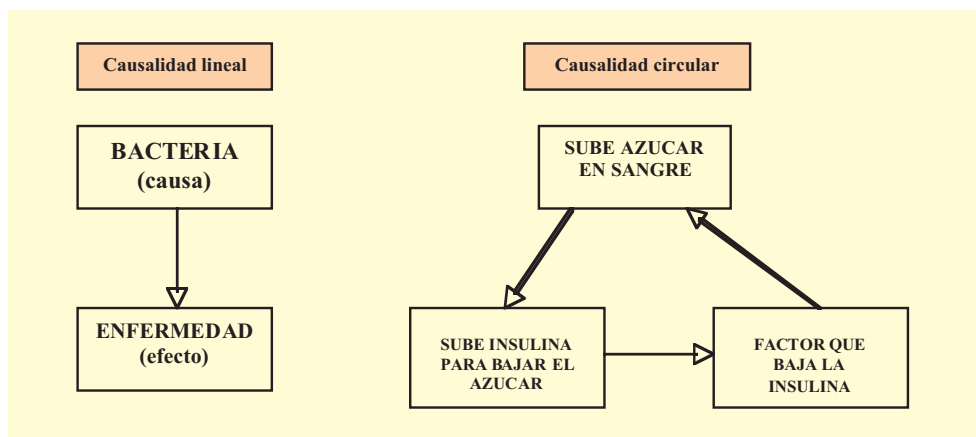 Causalidad lineal
BACTERIA
(causa)
ENFERMEDAD
(efecto)
Causalidad circular
SUBE AZUCAR
EN SANGRE
SUBE INSULINA
PARA BAJAR EL
AZUCAR
FACTOR QUE
BAJA LA
INSULINA